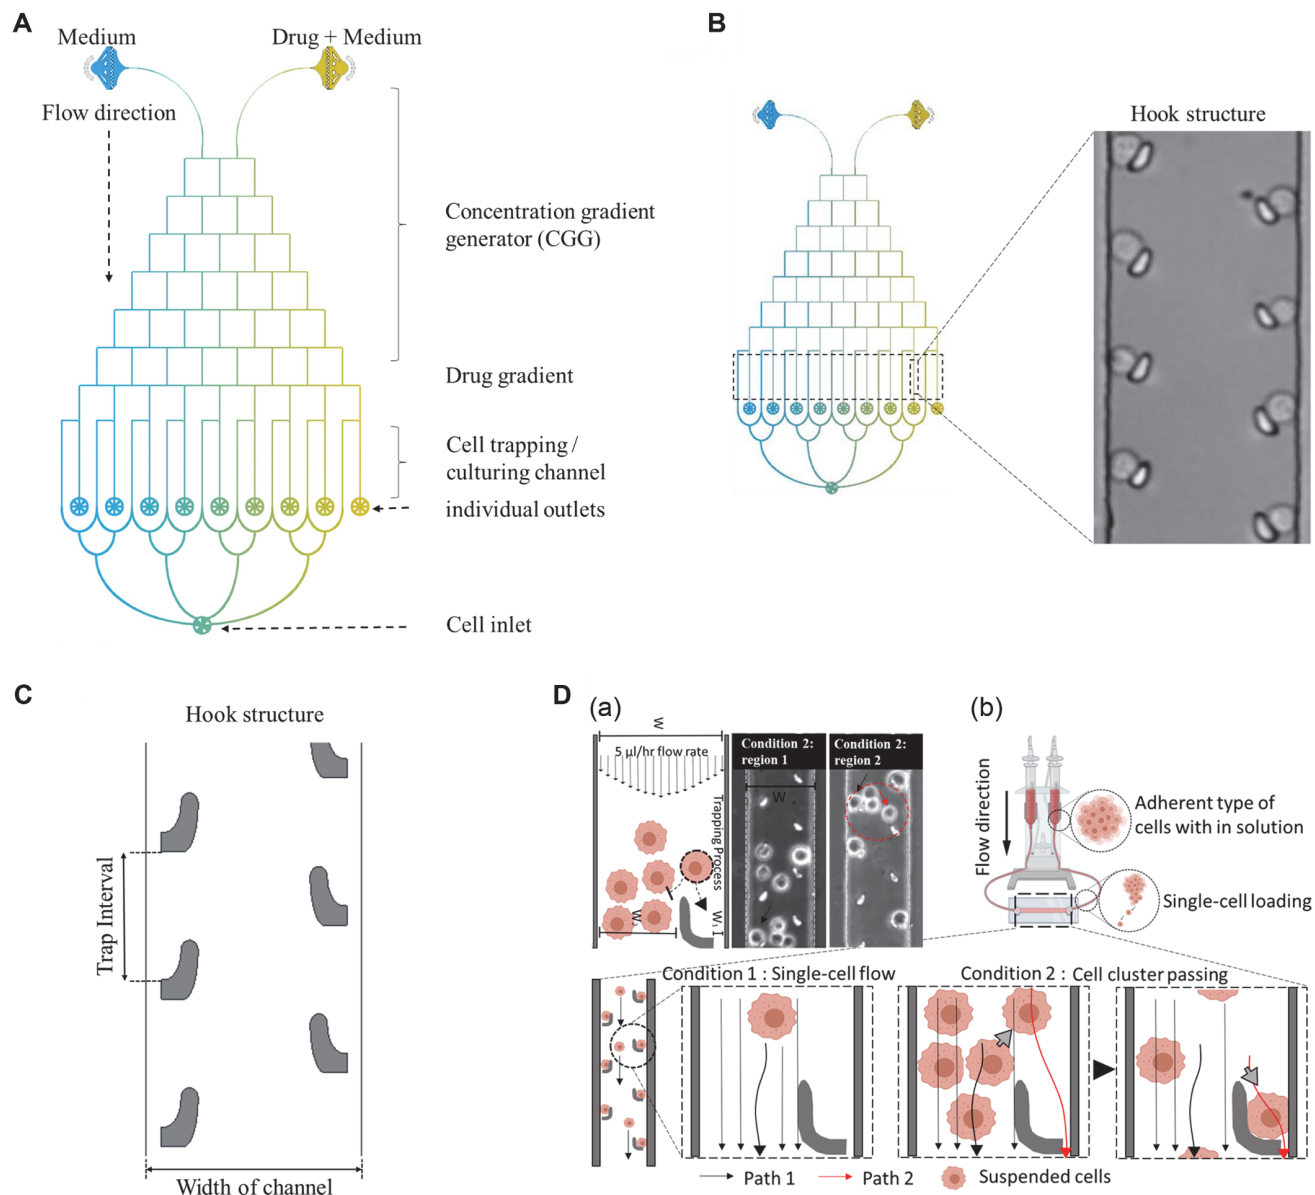 A
Medium
Drug + Medium
Flow direction
Concentration gradient
generator (CGG)
Drug gradient
Cell trapping /
culturing channel
individual outlets
Cell inlet
B
Hook structure
C
Hook structure
Trap Interval
Width of channel
D
(a)
W
5 µl/hr flow rate
Trapping Process
W₂
W₁
Condition 2:
region 1
W
Condition 2:
region 2
(b)
Flow direction
Adherent type of
cells with in solution
Single-cell loading
Condition 1 : Single-cell flow
Condition 2 : Cell cluster passing
Path 1
Path 2
Suspended cells